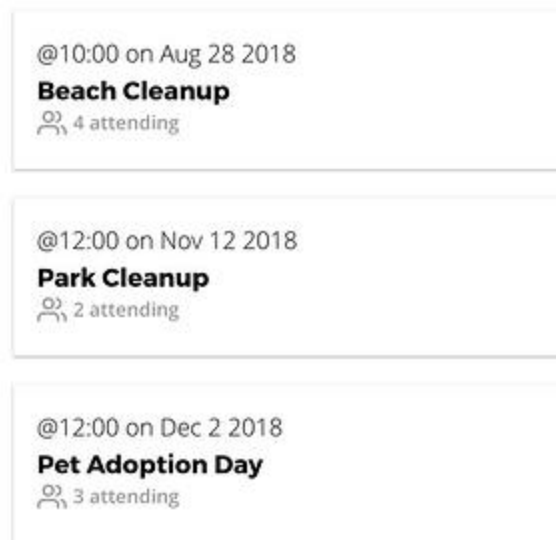 @10:00 on Aug 28 2018
Beach Cleanup
4 attending
@12:00 on Nov 12 2018
Park Cleanup
2 attending
@12:00 on Dec 2 2018
Pet Adoption Day
3 attending